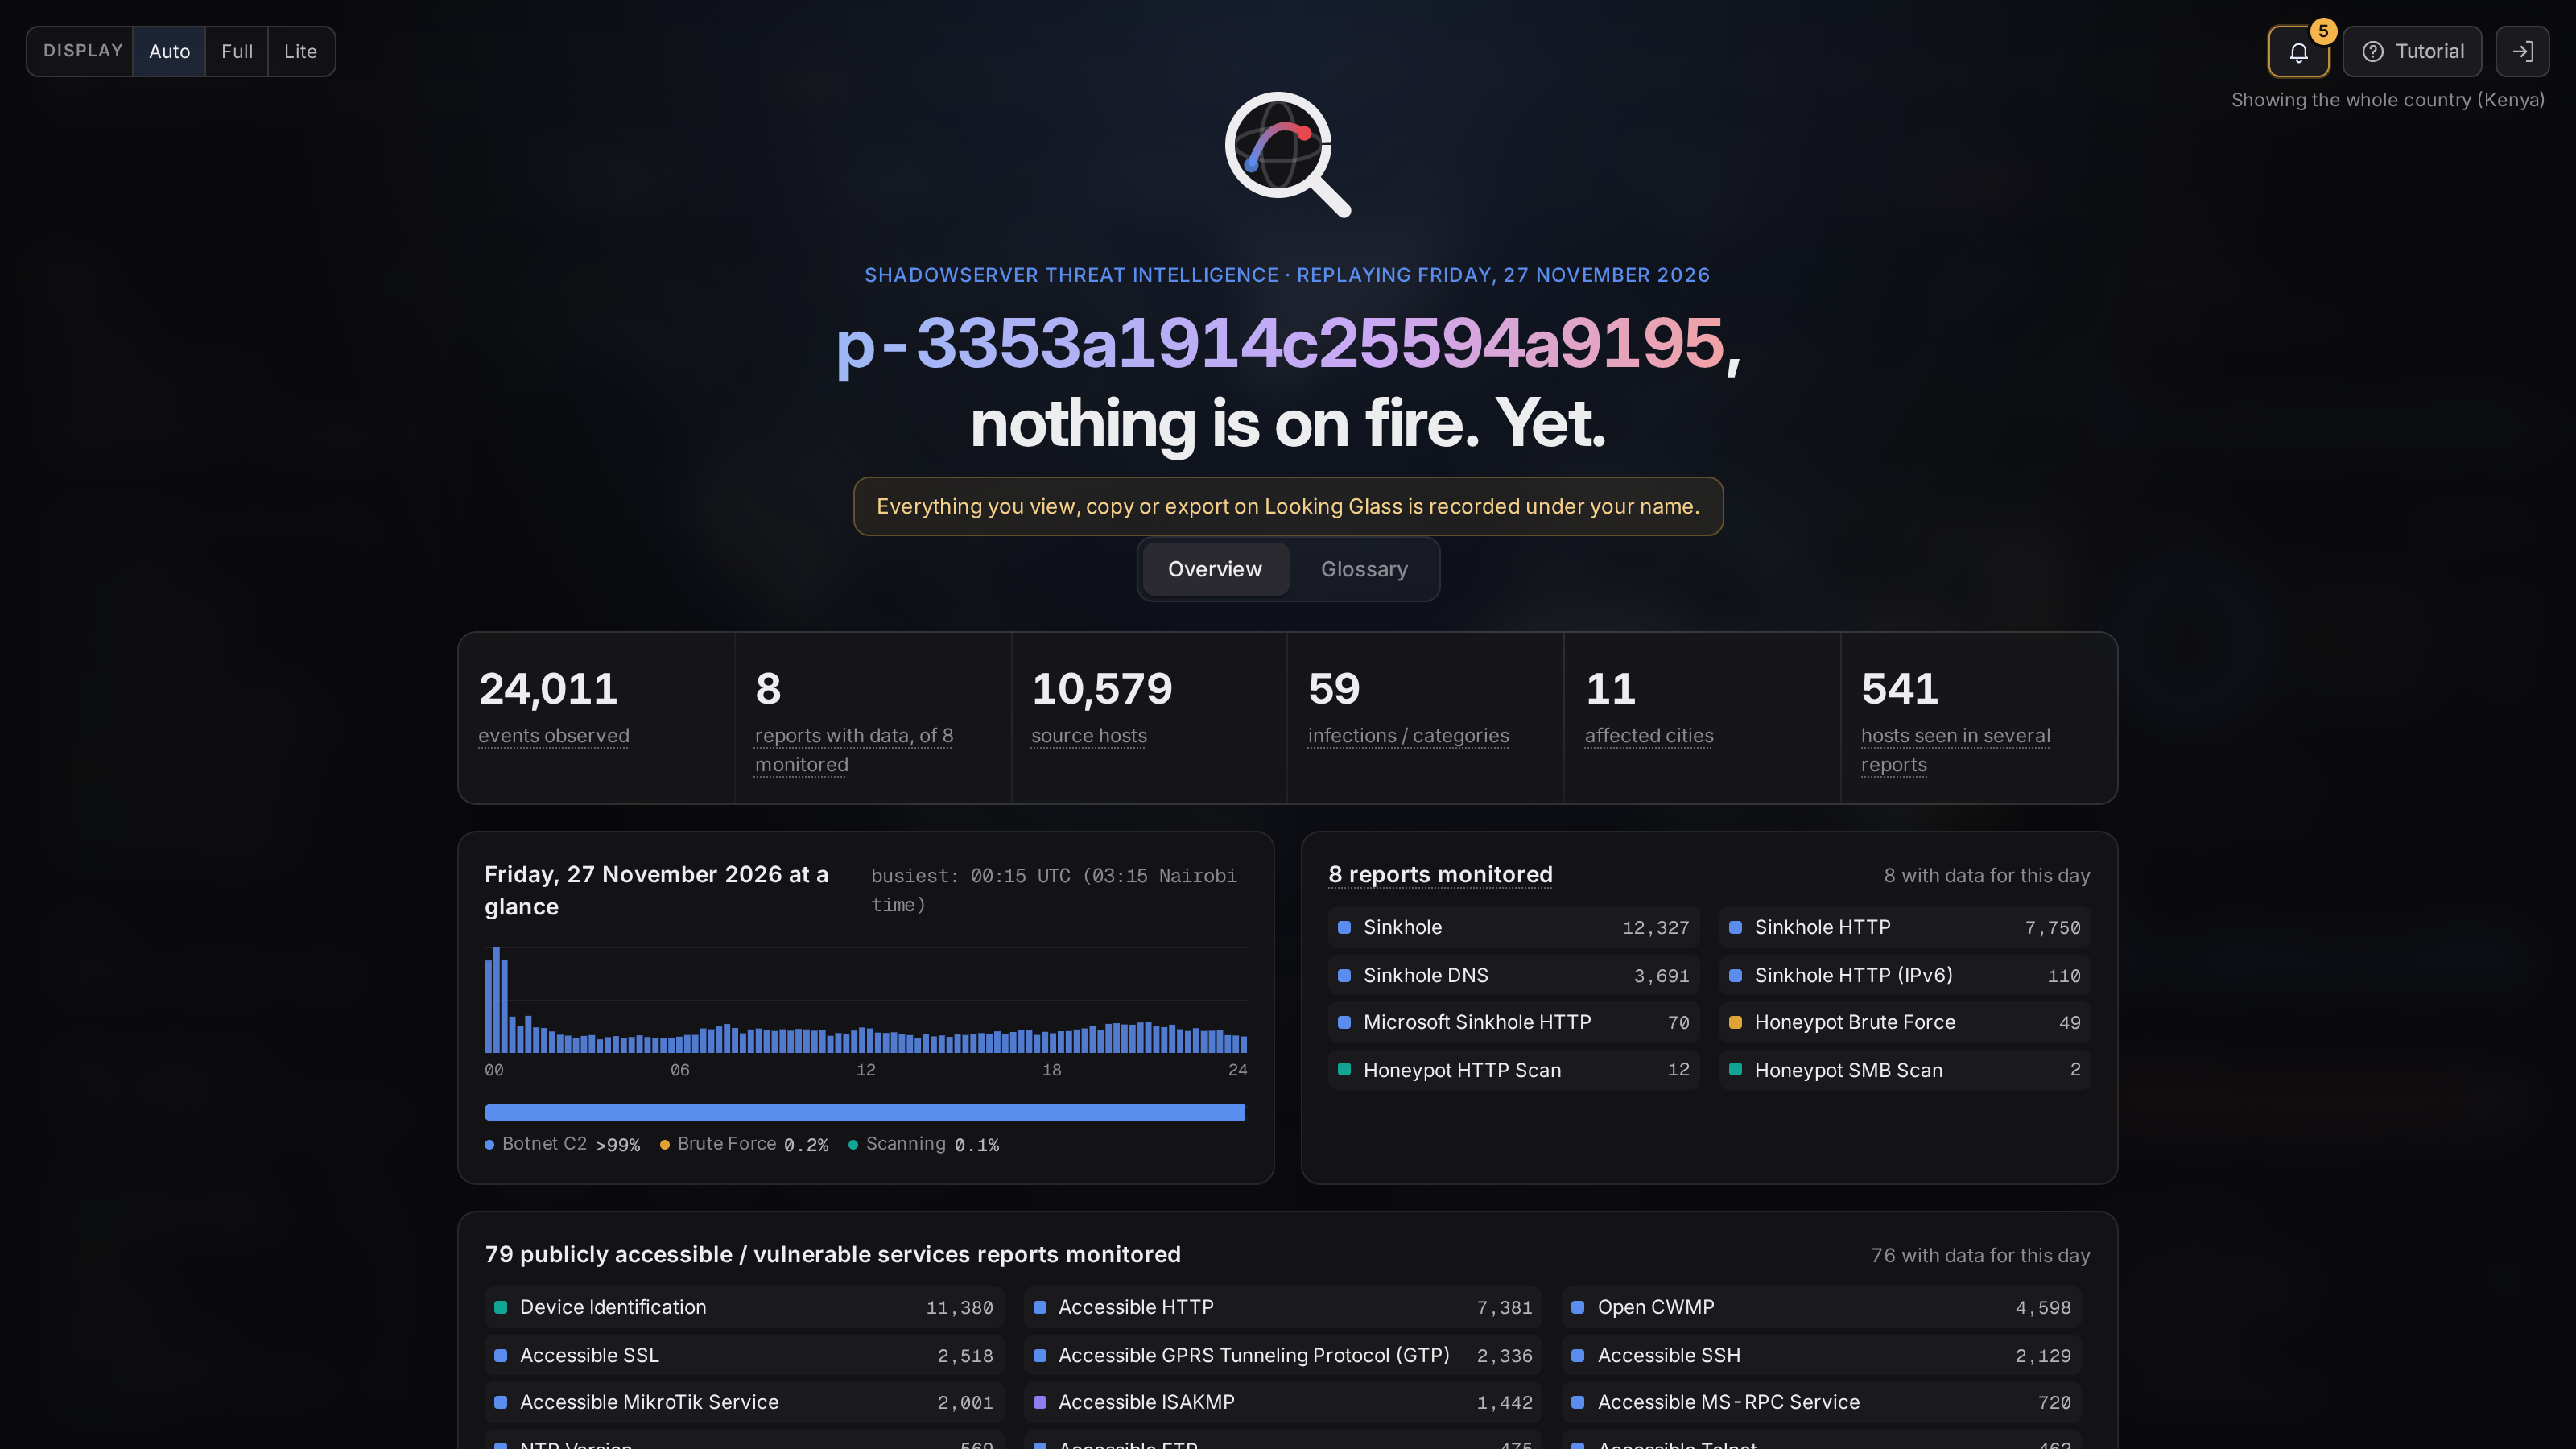 DISPLAY Auto Full Lite
5
Tutorial
Showing the whole country (Kenya)
SHADOWSERVER THREAT INTELLIGENCE · REPLAYING FRIDAY, 27 NOVEMBER 2026
p-3353a1914c25594a9195,
nothing is on fire. Yet.
Everything you view, copy or export on Looking Glass is recorded under your name.
Overview Glossary
24,011
events observed
8
reports with data, of 8
monitored
10,579
source hosts
59
infections / categories
11
affected cities
541
hosts seen in several
reports
Friday, 27 November 2026 at a
glance
busiest: 00:15 UTC (03:15 Nairobi
time)
00 06 12 18 24
Botnet C2 >99% Brute Force 0.2% Scanning 0.1%
8 reports monitored
8 with data for this day
Sinkhole 12,327
Sinkhole HTTP 7,750
Sinkhole DNS 3,691
Sinkhole HTTP (IPv6) 110
Microsoft Sinkhole HTTP 70
Honeypot Brute Force 49
Honeypot HTTP Scan 12
Honeypot SMB Scan 2
79 publicly accessible / vulnerable services reports monitored
76 with data for this day
Device Identification 11,380
Accessible HTTP 7,381
Open CWMP 4,598
Accessible SSL 2,518
Accessible GPRS Tunneling Protocol (GTP) 2,336
Accessible SSH 2,129
Accessible MikroTik Service 2,001
Accessible ISAKMP 1,442
Accessible MS-RPC Service 720
NTP Version
Accessible FTP
Accessible Telnet